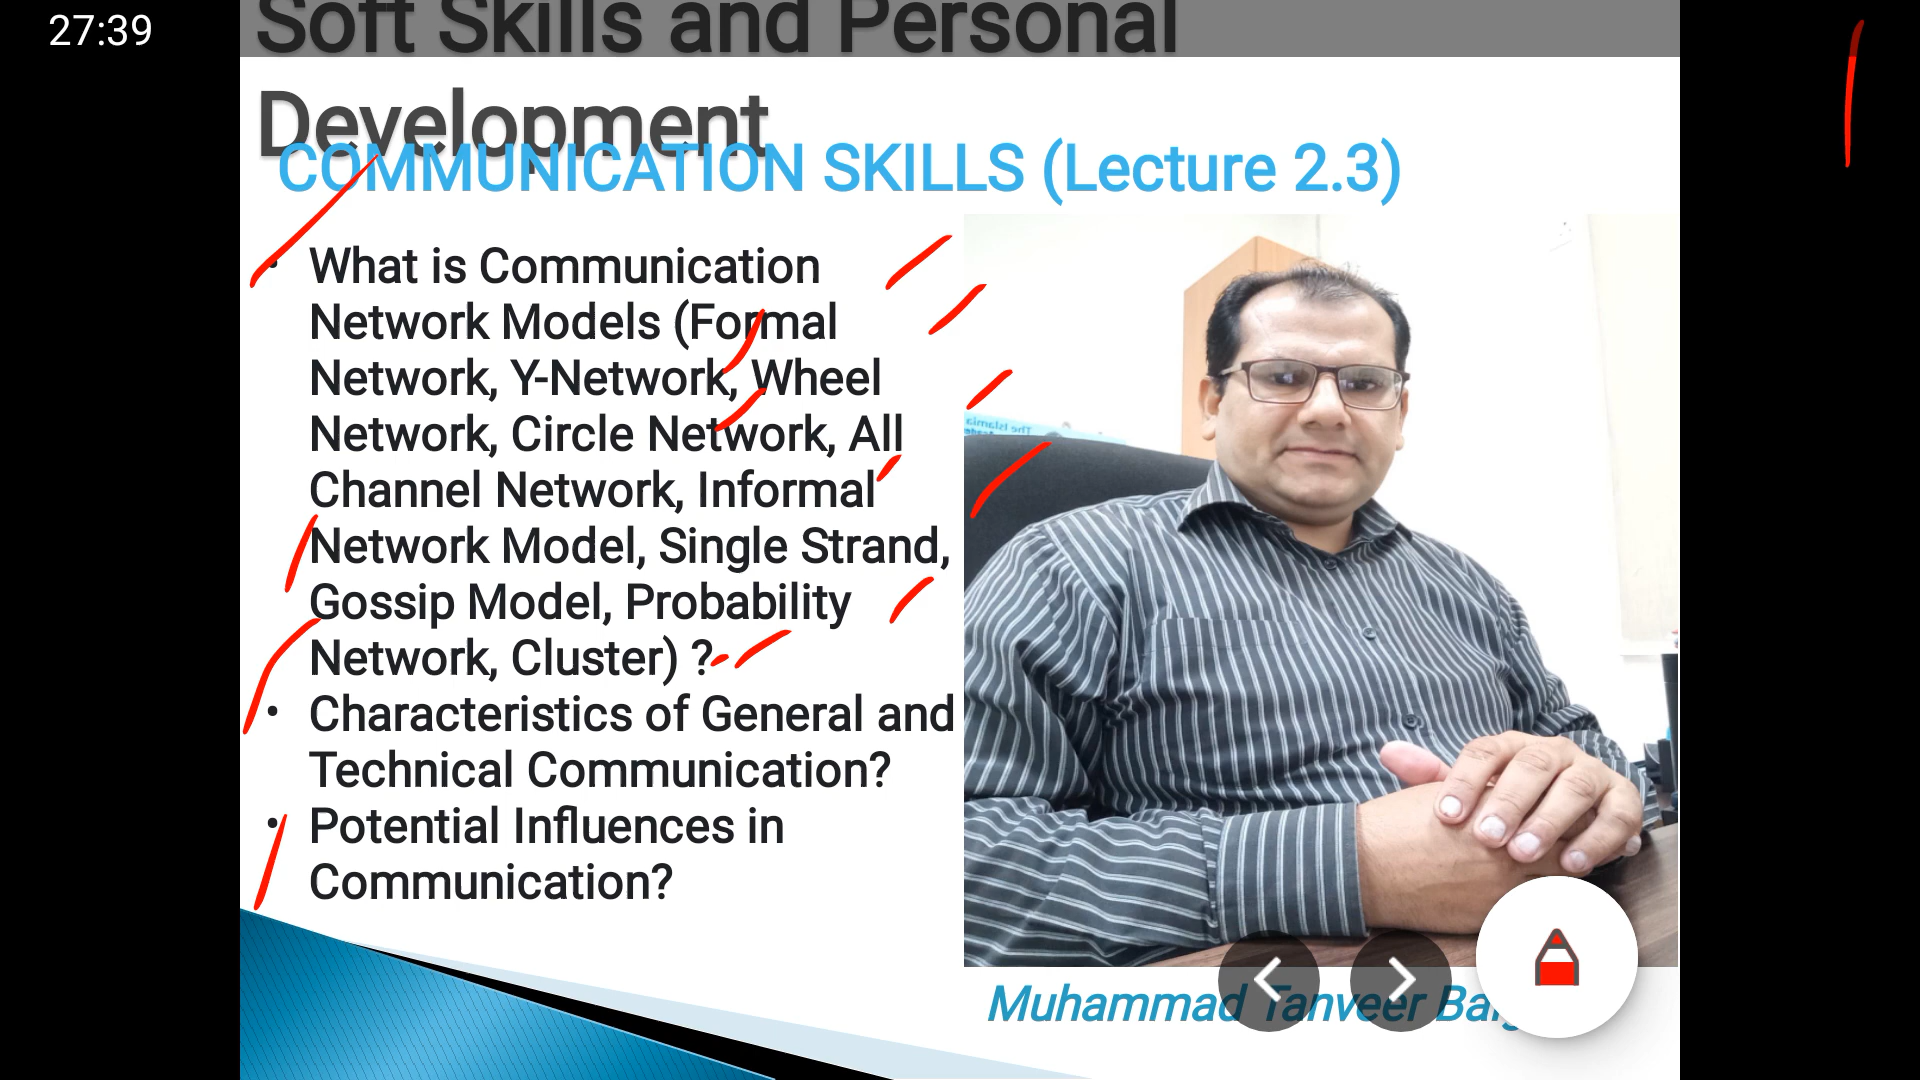 27:39
Soft Skills and Personal
Development
COMMUNICATION SKILLS (Lecture 2.3)
• What is Communication
Network Models (Formal
Network, Y-Network, Wheel
Network, Circle Network, All
Channel Network, Informal
Network Model, Single Strand,
Gossip Model, Probability
Network, Cluster) ?
• Characteristics of General and
Technical Communication?
• Potential Influences in
Communication?
The Islamia
Muhammad Tanveer